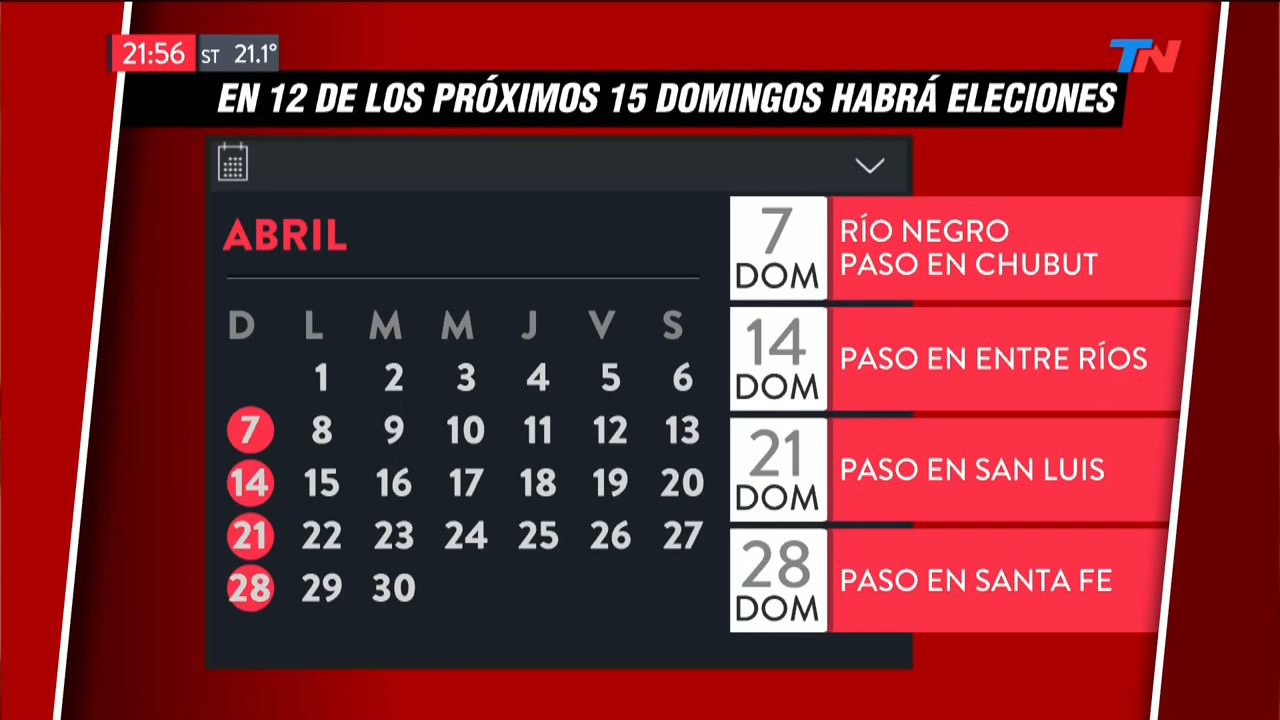 21:56 ST 21.1°
TN
EN 12 DE LOS PRÓXIMOS 15 DOMINGOS HABRÁ ELECIONES
ABRIL
D L M M J V S
1 2 3 4 5 6
7 8 9 10 11 12 13
14 15 16 17 18 19 20
21 22 23 24 25 26 27
28 29 30
7
DOM
RÍO NEGRO
PASO EN CHUBUT
14
DOM
PASO EN ENTRE RÍOS
21
DOM
PASO EN SAN LUIS
28
DOM
PASO EN SANTA FE